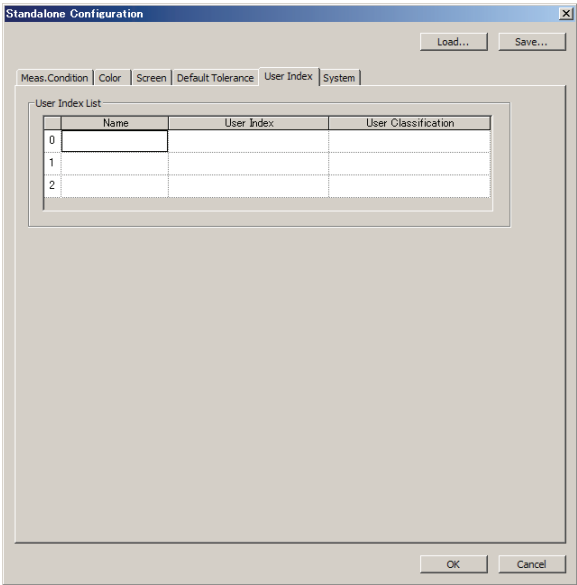 Standalone Configuration
Load... Save...
Meas.Condition Color Screen Default Tolerance User Index System
User Index List
Name User Index User Classification
0
1
2
OK Cancel